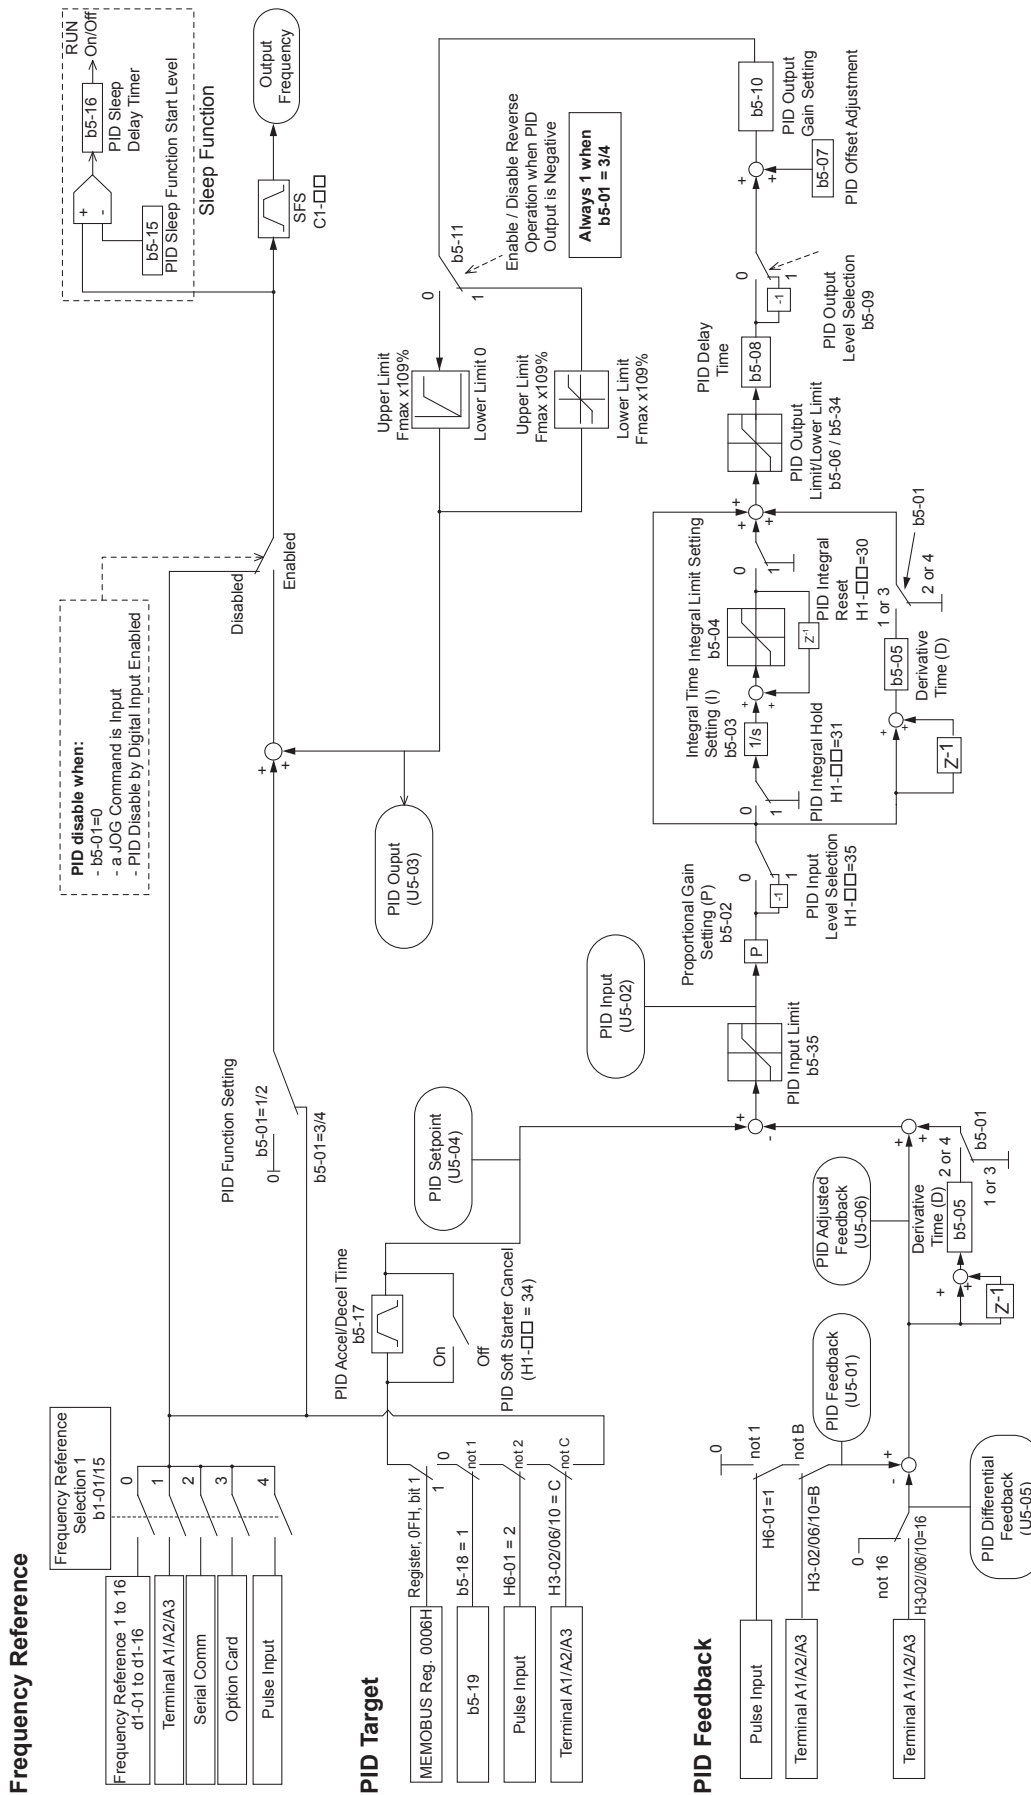 Frequency Reference
Frequency Reference
Selection 1
b1-01/15
Frequency Reference 1 to 16
d1-01 to d1-16
Terminal A1/A2/A3
Serial Comm
Option Card
Pulse Input
0
1
2
3
4
PID Function Setting
0
b5-01=1/2
b5-01=3/4
PID disable when:
- b5-01=0
- a JOG Command is Input
- PID Disable by Digital Input Enabled
Disabled
Enabled
+
+
RUN
On/Off
b5-16
PID Sleep
Delay Timer
+
-
b5-15
PID Sleep Function Start Level
Sleep Function
SFS
C1-□□
Output
Frequency
PID Target
MEMOBUS Reg. 0006H
b5-19
Pulse Input
Terminal A1/A2/A3
Register, 0FH, bit 1
1
0
b5-18 = 1
not 1
H6-01 = 2
not 2
H3-02/06/10 = C
not C
PID Accel/Decel Time
b5-17
On
Off
PID Soft Starter Cancel
(H1-□□ = 34)
PID Setpoint
(U5-04)
PID Input
(U5-02)
PID Ouput
(U5-03)
Upper Limit
Fmax x109%
Lower Limit 0
Upper Limit
Fmax x109%
Lower Limit
Fmax x109%
0
1
b5-11
Enable / Disable Reverse
Operation when PID
Output is Negative
Always 1 when
b5-01 = 3/4
PID Feedback
Pulse Input
Terminal A1/A2/A3
Terminal A1/A2/A3
0
H6-01=1
not 1
H3-02/06/10=B
not B
0
not 16
H3-02//06/10=16
PID Feedback
(U5-01)
+
-
PID Differential
Feedback
(U5-05)
PID Adjusted
Feedback
(U5-06)
+
+
Z-1
Derivative
Time (D)
b5-05
2 or 4
1 or 3
b5-01
+
+
+
-
PID Input Limit
b5-35
Proportional Gain
Setting (P)
b5-02
P
-1
0
1
PID Input
Level Selection
H1-□□=35
0
1
PID Integral Hold
H1-□□=31
Integral Time
Setting (I)
b5-03
1/s
+
+
Integral Limit Setting
b5-04
Z-1
0
1
PID Integral
Reset
H1-□□=30
Z-1
+
+
b5-05
Derivative
Time (D)
1 or 3
2 or 4
b5-01
+
+
+
PID Output
Limit/Lower Limit
b5-06 / b5-34
PID Delay
Time
b5-08
-1
0
1
PID Output
Level Selection
b5-09
+
+
b5-07
PID Offset Adjustment
b5-10
PID Output
Gain Setting